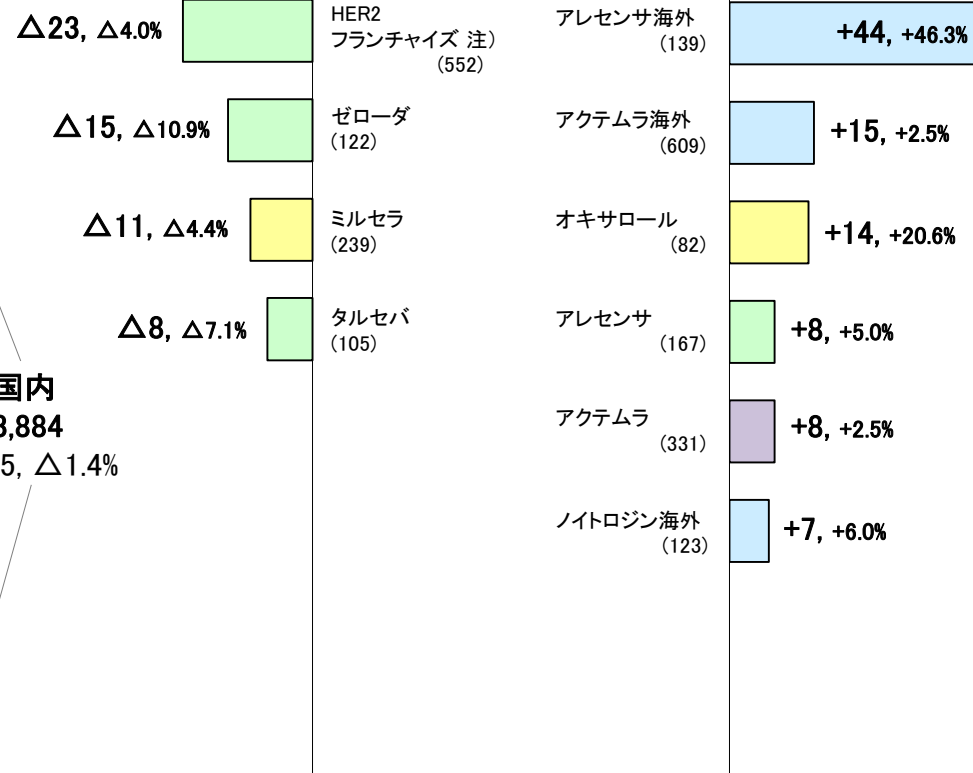 △23, △4.0%
HER2
フランチャイズ 注)
(552)
△15, △10.9%
ゼローダ
(122)
△11, △4.4%
ミルセラ
(239)
△8, △7.1%
タルセバ
(105)
国内
,884
5, △1.4%
アレセンサ海外
(139)
+44, +46.3%
アクテムラ海外
(609)
+15, +2.5%
オキサロール
(82)
+14, +20.6%
アレセンサ
(167)
+8, +5.0%
アクテムラ
(331)
+8, +2.5%
ノイトロジン海外
(123)
+7, +6.0%